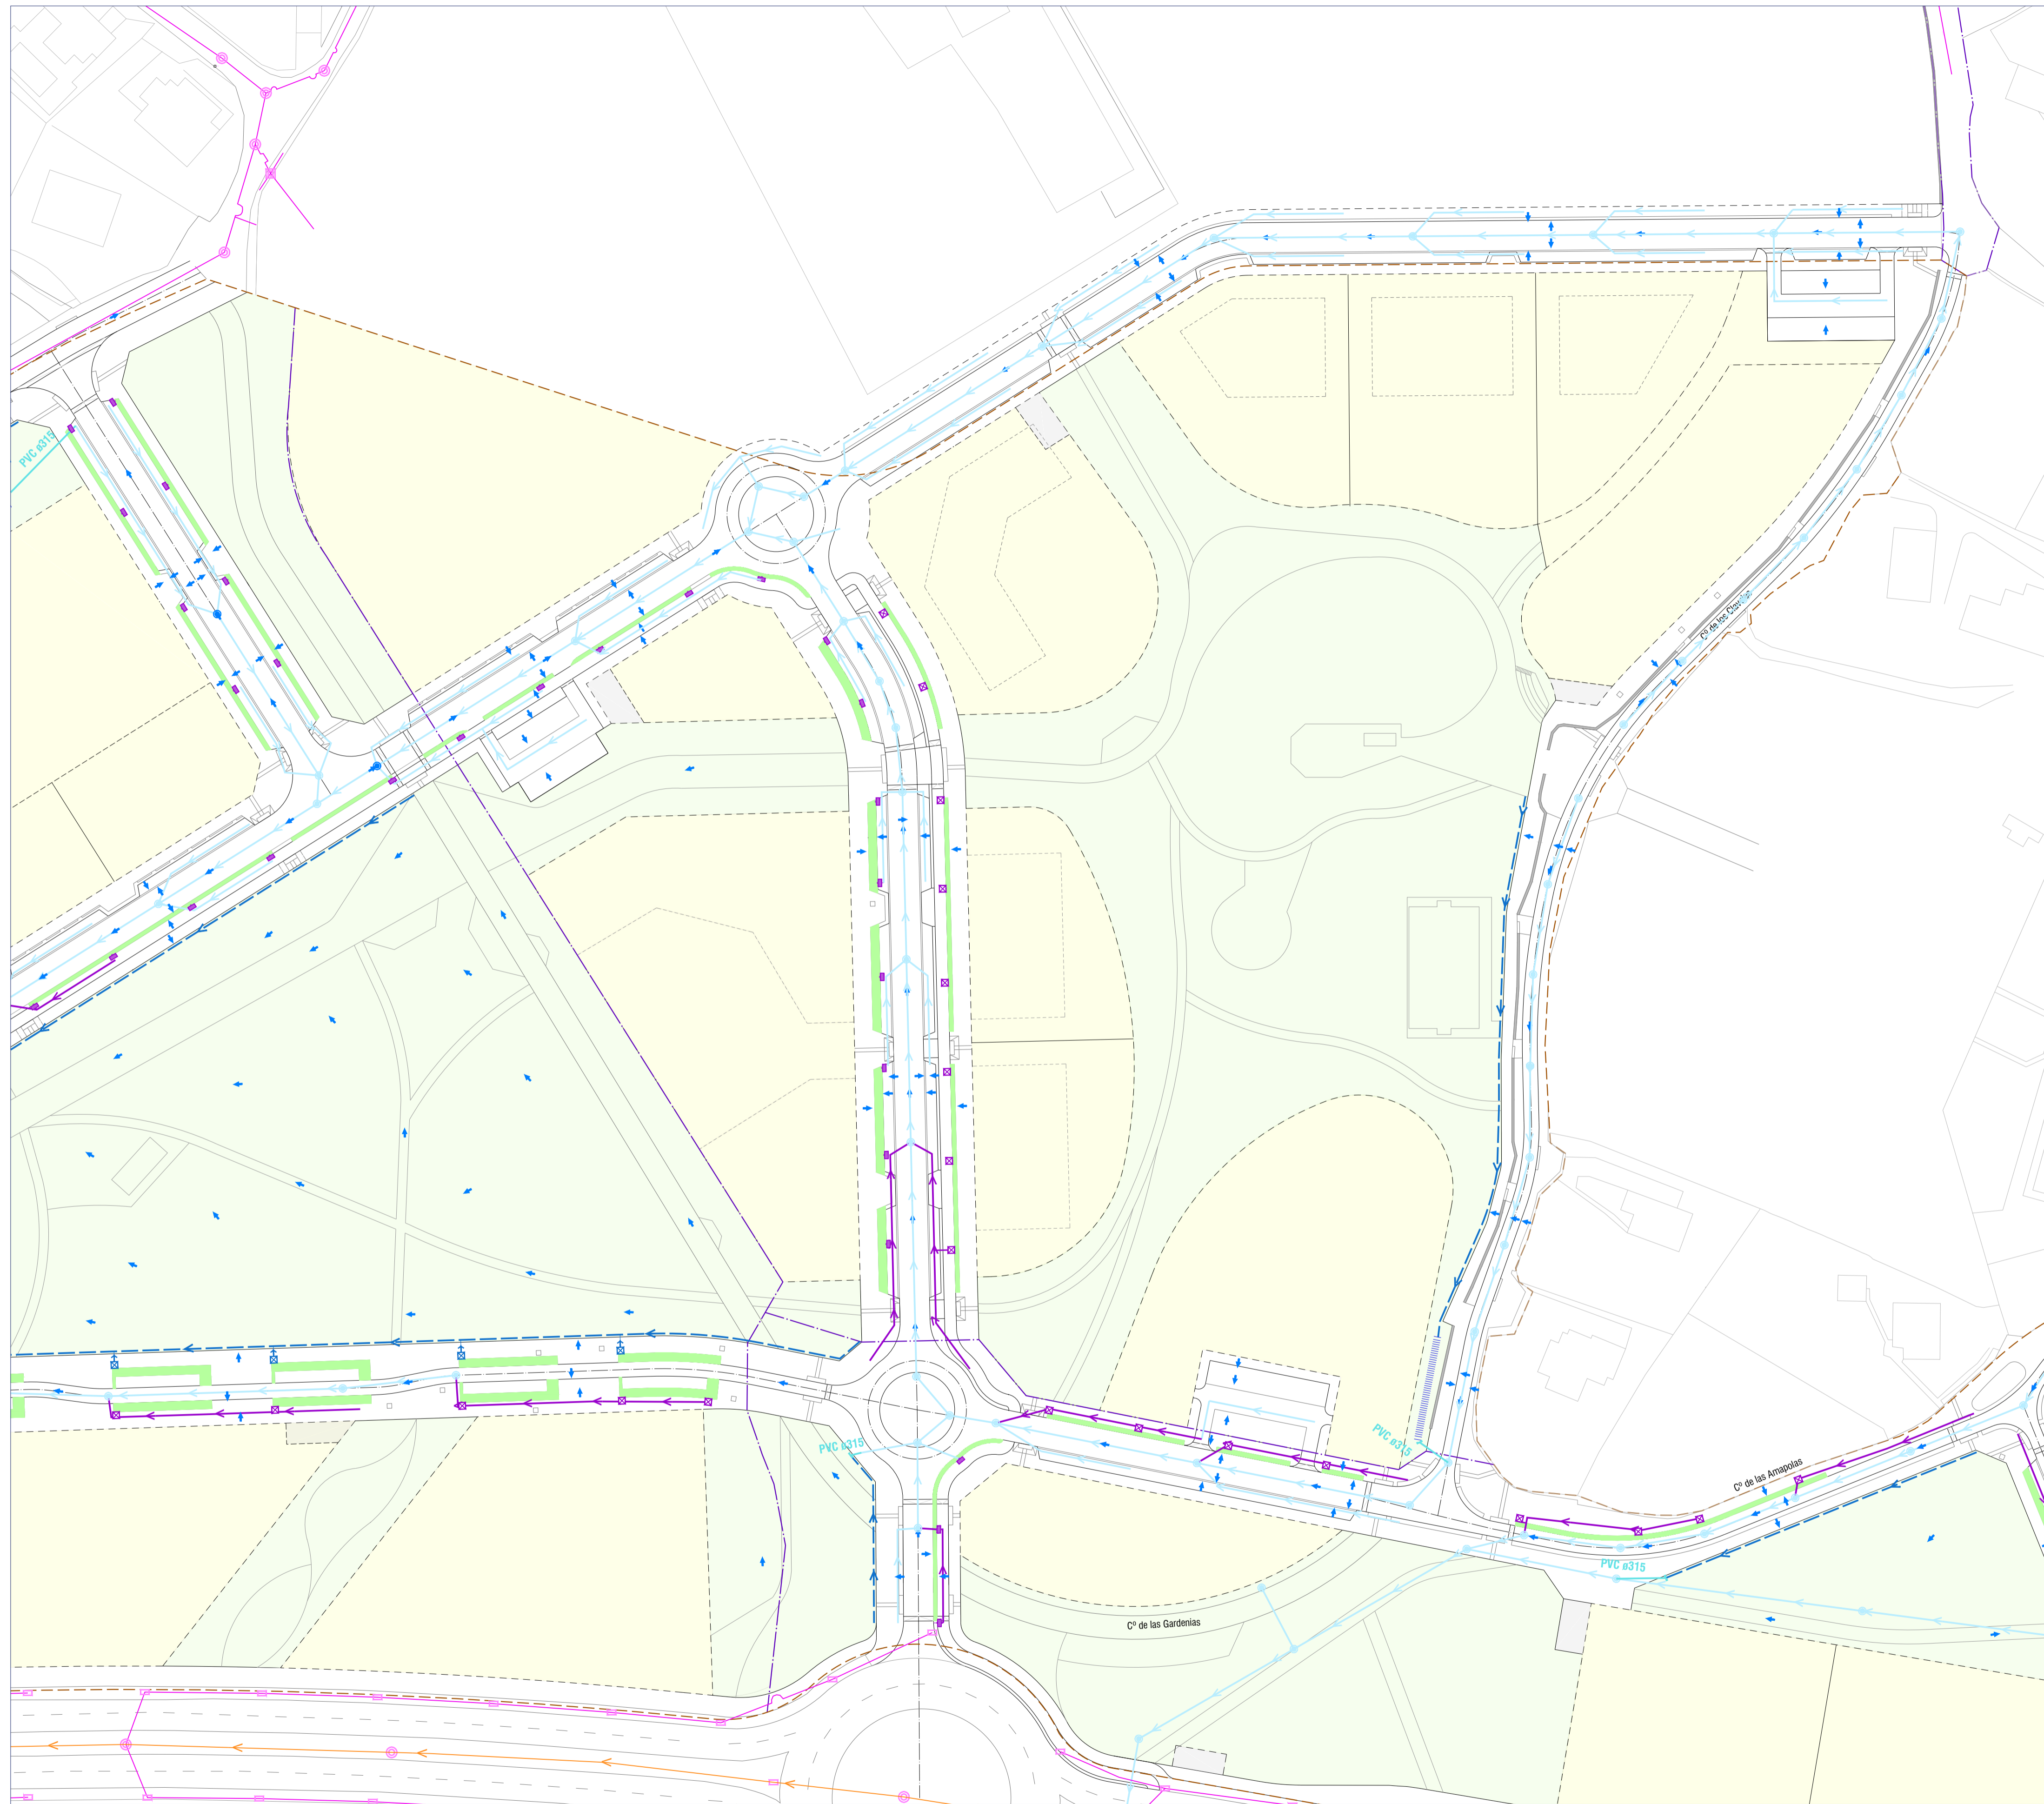 PVC ø315
Cº de los Claveles
PVC ø315
PVC ø315
Cº de las Amapolas
PVC ø315
Cº de las Gardenias